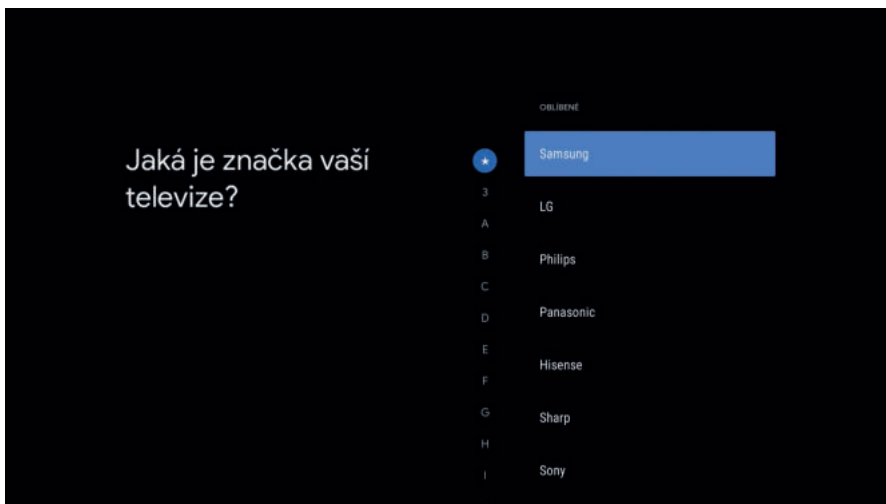 Jaká je značka vaší
televize?
★
3
A
B
C
D
E
F
G
H
I
OBLÍBENÉ
Samsung
LG
Philips
Panasonic
Hisense
Sharp
Sony